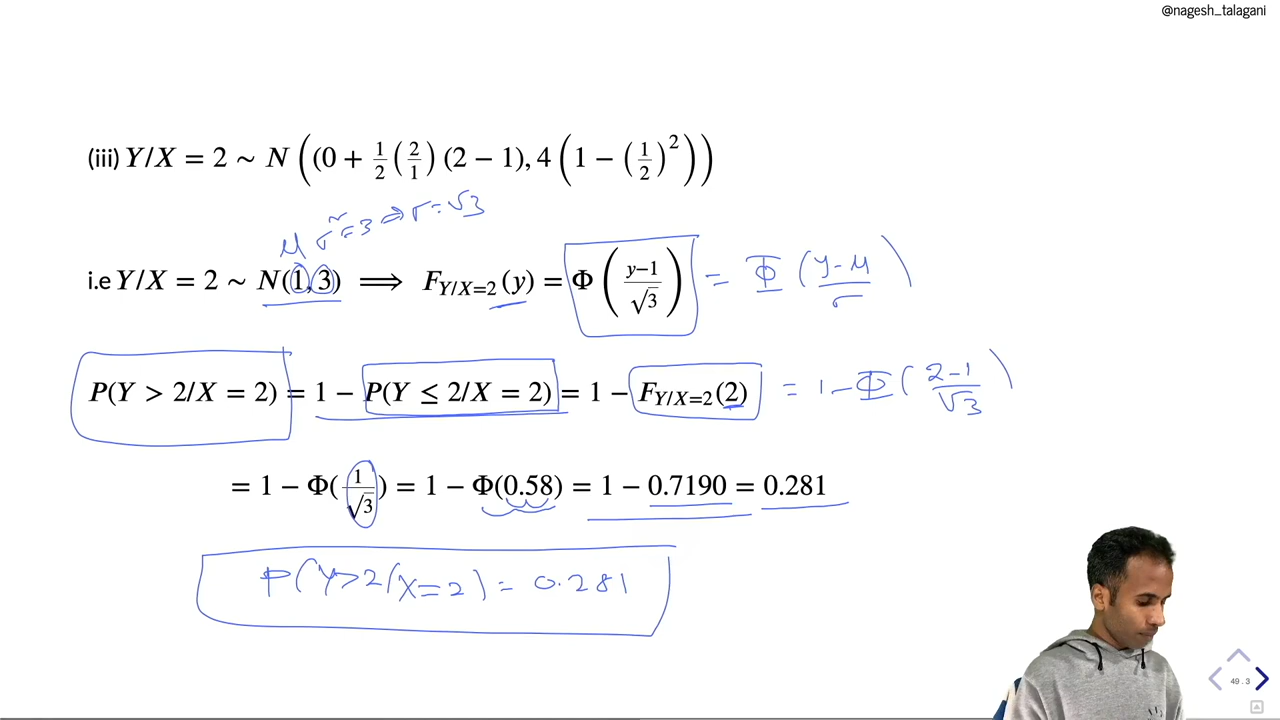 @nagesh_talagani
(iii) Y/X = 2 ∼ N((0 + 1/2(2/1)(2 − 1), 4(1 − (1/2)²))
μ σ² = 3 ⇒ σ = √3
i.e Y/X = 2 ∼ N(1, 3) ⟹ F_{Y/X=2}(y) = Φ((y−1)/√3) = Φ((y-μ)/σ)
P(Y > 2/X = 2) = 1 − P(Y ≤ 2/X = 2) = 1 − F_{Y/X=2}(2) = 1 - Φ((2-1)/√3)
= 1 − Φ(1/√3) = 1 − Φ(0.58) = 1 − 0.7190 = 0.281
P(Y>2/X=2) = 0.281
49.3